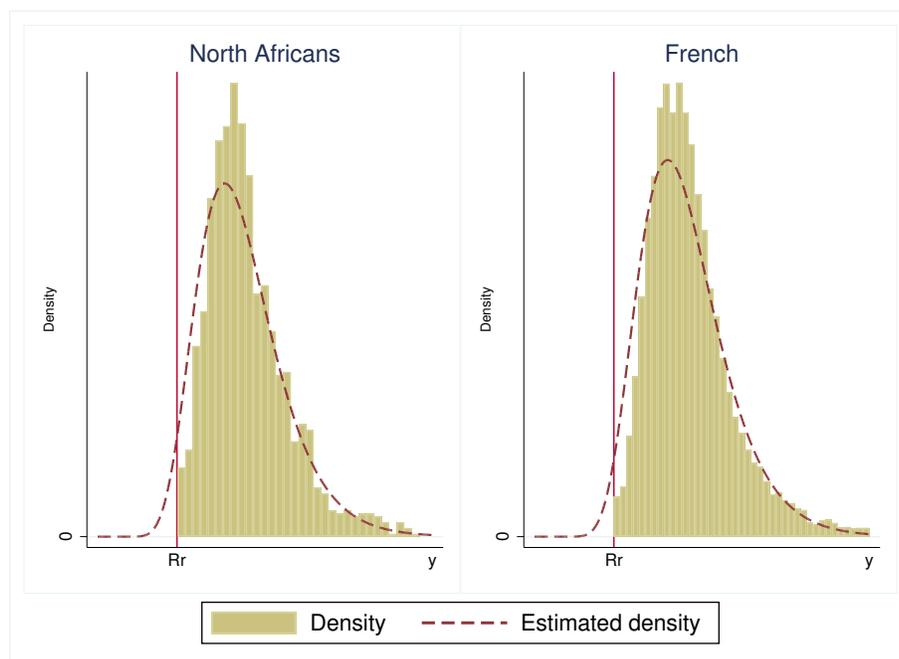 North Africans
French
Density
Density
0
0
Rr
y
Rr
y
Density
Estimated density